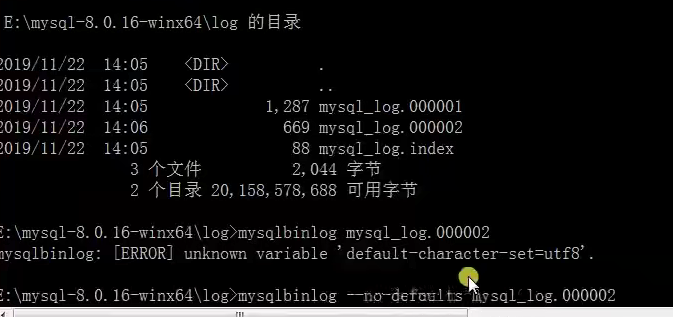 E:\mysql-8.0.16-winx64\log 的目录
2019/11/22 14:05 <DIR> .
2019/11/22 14:05 <DIR> ..
2019/11/22 14:05 1,287 mysql_log.000001
2019/11/22 14:06 669 mysql_log.000002
2019/11/22 14:05 88 mysql_log.index
3 个文件 2,044 字节
2 个目录 20,158,578,688 可用字节
E:\mysql-8.0.16-winx64\log>mysqlbinlog mysql_log.000002
mysqlbinlog: [ERROR] unknown variable 'default-character-set=utf8'.
E:\mysql-8.0.16-winx64\log>mysqlbinlog --no-defaults mysql_log.000002